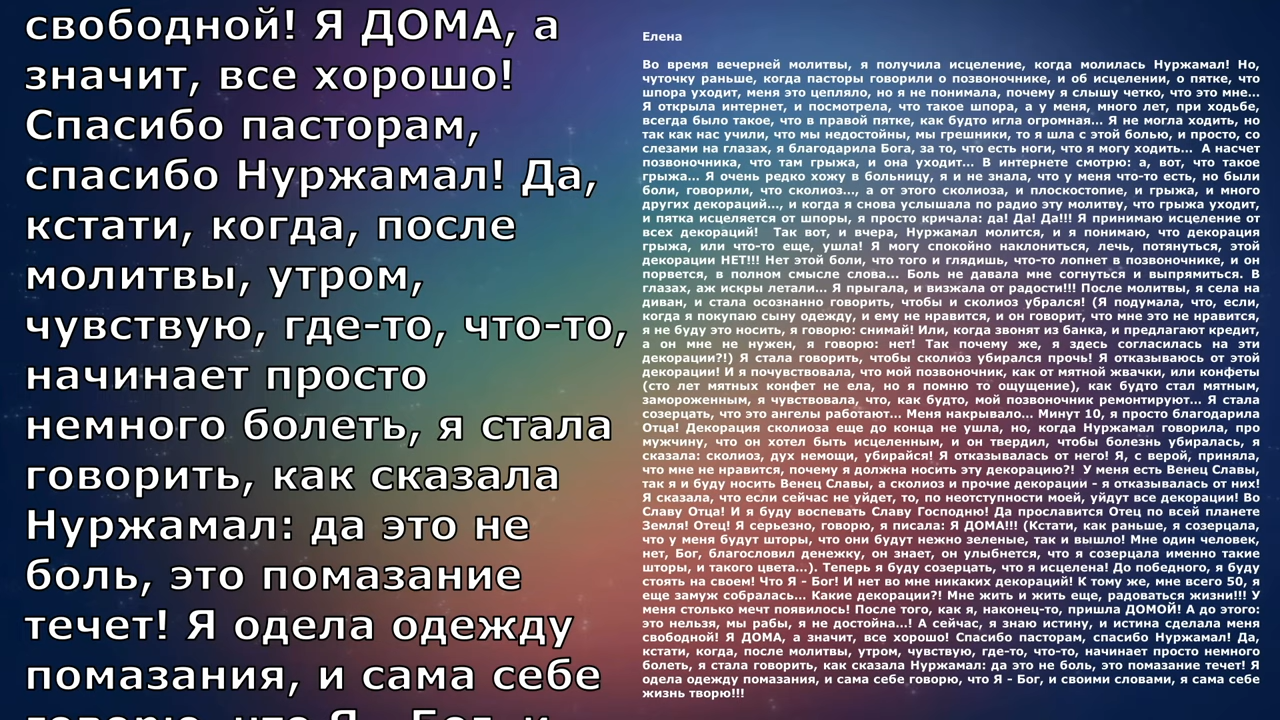 свободной! Я ДОМА, а
значит, все хорошо!
Спасибо пасторам,
спасибо Нуржамал! Да,
кстати, когда, после
молитвы, утром,
чувствую, где-то, что-то,
начинает просто
немного болеть, я стала
говорить, как сказала
Нуржамал: да это не
боль, это помазание
течет! Я одела одежду
помазания, и сама себе
говорю, что Я - Бог, и
Елена
Во время вечерней молитвы, я получила исцеление, когда молилась Нуржамал! Но,
чуточку раньше, когда пасторы говорили о позвоночнике, и об исцелении, о пятке, что
шпора уходит, меня это цепляло, но я не понимала, почему я слышу четко, что это мне...
Я открыла интернет, и посмотрела, что такое шпора, а у меня, много лет, при ходьбе,
всегда было такое, что в правой пятке, как будто игла огромная... Я не могла ходить, но
так как нас учили, что мы недостойны, мы грешники, то я шла с этой болью, и просто, со
слезами на глазах, я благодарила Бога, за то, что есть ноги, что я могу ходить... А насчет
позвоночника, что там грыжа, и она уходит... В интернете смотрю: а, вот, что такое
грыжа... Я очень редко хожу в больницу, я и не знала, что у меня что-то есть, но были
боли, говорили, что сколиоз..., а от этого сколиоза, и плоскостопие, и грыжа, и много
других декораций..., и когда я снова услышала по радио эту молитву, что грыжа уходит,
и пятка исцеляется от шпоры, я просто кричала: да! Да! Да!!! Я принимаю исцеление от
всех декораций! Так вот, и вчера, Нуржамал молится, и я понимаю, что декорация
грыжа, или что-то еще, ушла! Я могу спокойно наклониться, лечь, потянуться, этой
декорации НЕТ!!! Нет этой боли, что того и глядишь, что-то лопнет в позвоночнике, и он
порвется, в полном смысле слова... Боль не давала мне согнуться и выпрямиться. В
глазах, аж искры летали... Я прыгала, и визжала от радости!!! После молитвы, я села на
диван, и стала осознанно говорить, чтобы и сколиоз убрался! (Я подумала, что, если,
когда я покупаю сыну одежду, и ему не нравится, и он говорит, что мне это не нравится,
я не буду это носить, я говорю: снимай! Или, когда звонят из банка, и предлагают кредит,
а он мне не нужен, я говорю: нет! Так почему же, я здесь согласилась на эти
декорации?!) Я стала говорить, чтобы сколиоз убирался прочь! Я отказываюсь от этой
декорации! И я почувствовала, что мой позвоночник, как от мятной жвачки, или конфеты
(сто лет мятных конфет не ела, но я помню то ощущение), как будто стал мятным,
замороженным, я чувствовала, что, как будто, мой позвоночник ремонтируют... Я стала
созерцать, что это ангелы работают... Меня накрывало... Минут 10, я просто благодарила
Отца! Декорация сколиоза еще до конца не ушла, но, когда Нуржамал говорила, про
мужчину, что он хотел быть исцеленным, и он твердил, чтобы болезнь убиралась, я
сказала: сколиоз, дух немощи, убирайся! Я отказывалась от него! Я, с верой, приняла,
что мне не нравится, почему я должна носить эту декорацию?! У меня есть Венец Славы,
так я и буду носить Венец Славы, а сколиоз и прочие декорации - я отказывалась от них!
Я сказала, что если сейчас не уйдет, то, по неотступности моей, уйдут все декорации! Во
Славу Отца! И я буду воспевать Славу Господню! Да прославится Отец по всей планете
Земля! Отец! Я серьезно, говорю, я писала: Я ДОМА!!! (Кстати, как раньше, я созерцала,
что у меня будут шторы, что они будут нежно зеленые, так и вышло! Мне один человек,
нет, Бог, благословил денежку, он знает, он улыбнется, что я созерцала именно такие
шторы, и такого цвета...). Теперь я буду созерцать, что я исцелена! До победного, я буду
стоять на своем! Что Я - Бог! И нет во мне никаких декораций! К тому же, мне всего 50, я
еще замуж собралась... Какие декорации?! Мне жить и жить еще, радоваться жизни!!! У
меня столько мечт появилось! После того, как я, наконец-то, пришла ДОМОЙ! А до этого:
это нельзя, мы рабы, я не достойна...! А сейчас, я знаю истину, и истина сделала меня
свободной! Я ДОМА, а значит, все хорошо! Спасибо пасторам, спасибо Нуржамал! Да,
кстати, когда, после молитвы, утром, чувствую, где-то, что-то, начинает просто немного
болеть, я стала говорить, как сказала Нуржамал: да это не боль, это помазание течет! Я
одела одежду помазания, и сама себе говорю, что Я - Бог, и своими словами, я сама себе
жизнь творю!!!